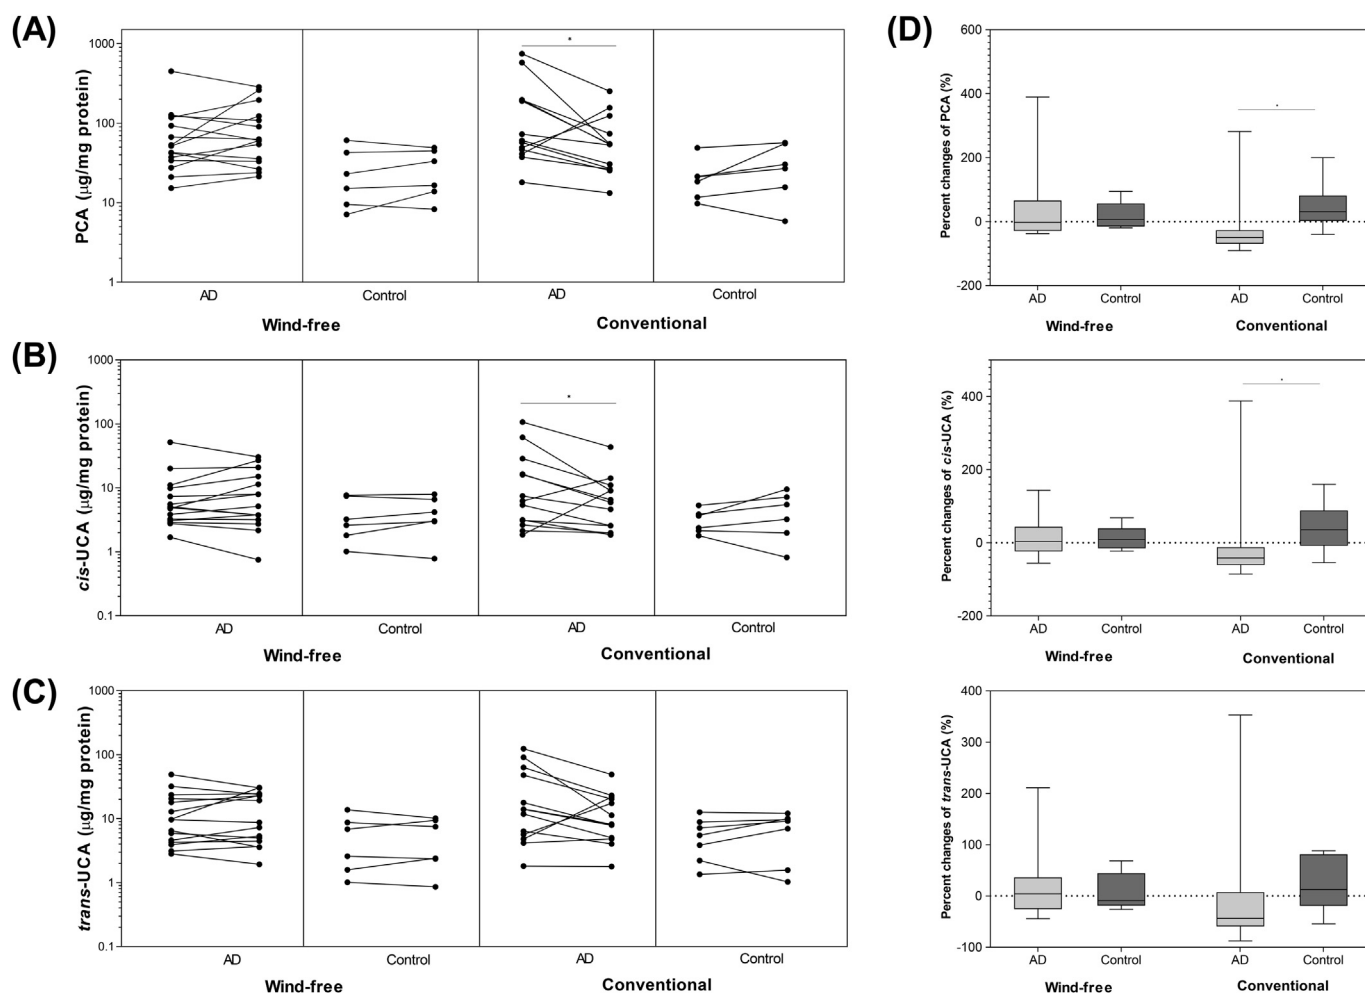 (A)
PCA (μg/mg protein)
1000
100
10
1
*
AD
Control
AD
Control
Wind-free
Conventional
(D)
Percent changes of PCA (%)
600
400
200
0
-200
*
AD
Control
AD
Control
Wind-free
Conventional
(B)
cis-UCA (μg/mg protein)
1000
100
10
1
0.1
*
AD
Control
AD
Control
Wind-free
Conventional
Percent changes of cis-UCA (%)
400
200
0
-200
*
AD
Control
AD
Control
Wind-free
Conventional
(C)
trans-UCA (μg/mg protein)
1000
100
10
1
0.1
AD
Control
AD
Control
Wind-free
Conventional
Percent changes of trans-UCA (%)
400
300
200
100
0
-100
AD
Control
AD
Control
Wind-free
Conventional